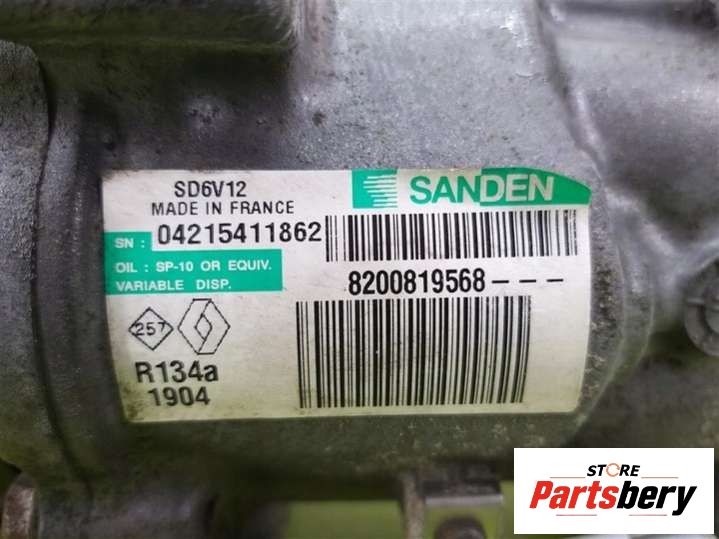 SD6V12
MADE IN FRANCE
SANDEN
SN : 04215411862
OIL : SP-10 OR EQUIV.
VARIABLE DISP.
8200819568---
257
R134a
1904
STORE
Partsbery